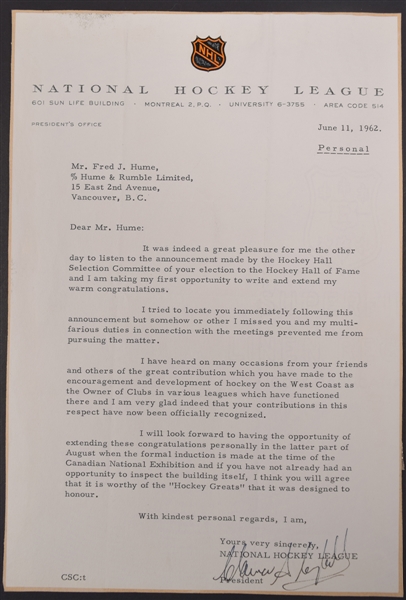 NHL
NATIONAL HOCKEY LEAGUE
601 SUN LIFE BUILDING · MONTREAL 2, P.Q. · UNIVERSITY 6-3755 · AREA CODE 514
PRESIDENT'S OFFICE
June 11, 1962.
Personal
Mr. Fred J. Hume,
℅ Hume & Rumble Limited,
15 East 2nd Avenue,
Vancouver, B.C.
Dear Mr. Hume:
It was indeed a great pleasure for me the other
day to listen to the announcement made by the Hockey Hall
Selection Committee of your election to the Hockey Hall of Fame
and I am taking my first opportunity to write and extend my
warm congratulations.
I tried to locate you immediately following this
announcement but somehow or other I missed you and my multi-
farious duties in connection with the meetings prevented me from
pursuing the matter.
I have heard on many occasions from your friends
and others of the great contribution which you have made to the
encouragement and development of hockey on the West Coast as
the Owner of Clubs in various leagues which have functioned
there and I am very glad indeed that your contributions in this
respect have now been officially recognized.
I will look forward to having the opportunity of
extending these congratulations personally in the latter part of
August when the formal induction is made at the time of the
Canadian National Exhibition and if you have not already had an
opportunity to inspect the building itself, I think you will agree
that it is worthy of the "Hockey Greats" that it was designed to
honour.
With kindest personal regards, I am,
Yours very sincerely,
NATIONAL HOCKEY LEAGUE
President
CSC:t